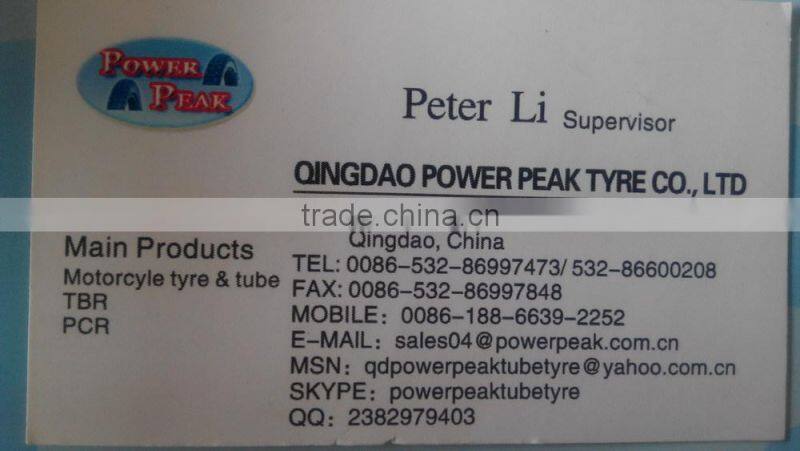 POWER
PEAK
Peter Li Supervisor
QINGDAO POWER PEAK TYRE CO., LTD
trade.china.cn
Qingdao, China
Main Products
Motorcyle tyre & tube
TBR
PCR
TEL: 0086-532-86997473/ 532-86600208
FAX: 0086-532-86997848
MOBILE: 0086-188-6639-2252
E-MAIL: sales04@powerpeak.com.cn
MSN: qdpowerpeaktubetyre@yahoo.com.cn
SKYPE: powerpeaktubetyre
QQ: 2382979403